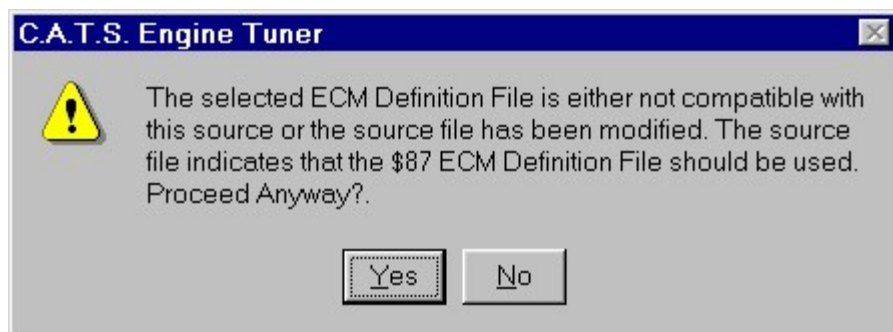 C.A.T.S. Engine Tuner
The selected ECM Definition File is either not compatible with
this source or the source file has been modified. The source
file indicates that the $87 ECM Definition File should be used.
Proceed Anyway?.
Yes No